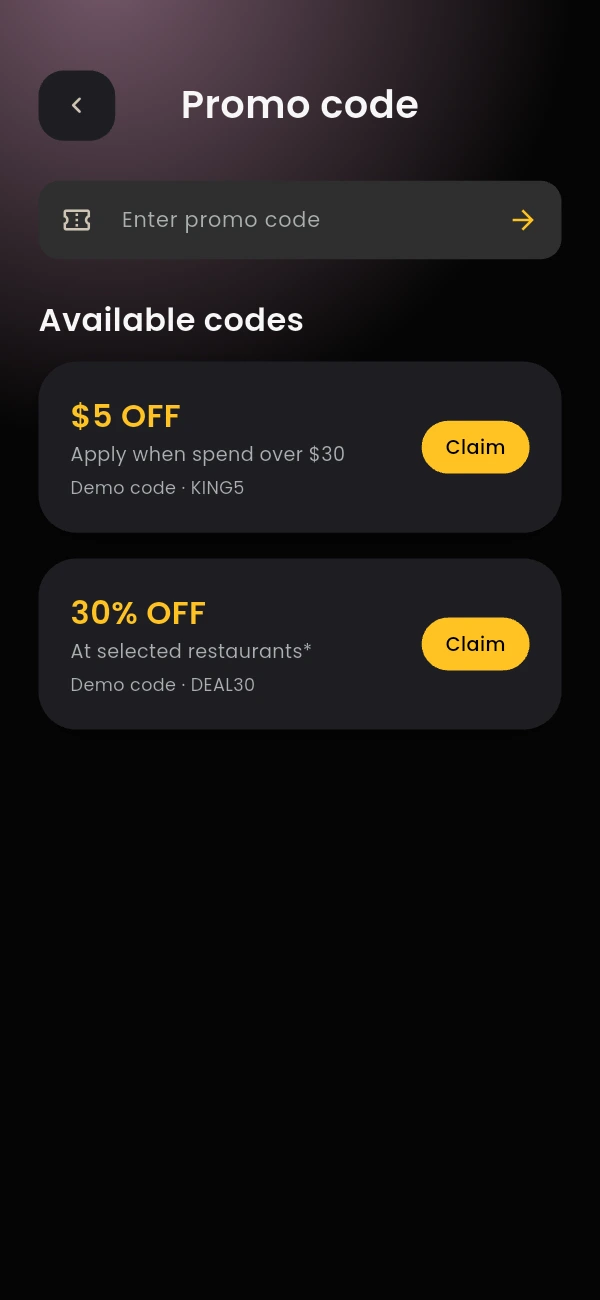 Promo code
Enter promo code
Available codes
$5 OFF
Apply when spend over $30
Demo code · KING5
Claim
30% OFF
At selected restaurants*
Demo code · DEAL30
Claim